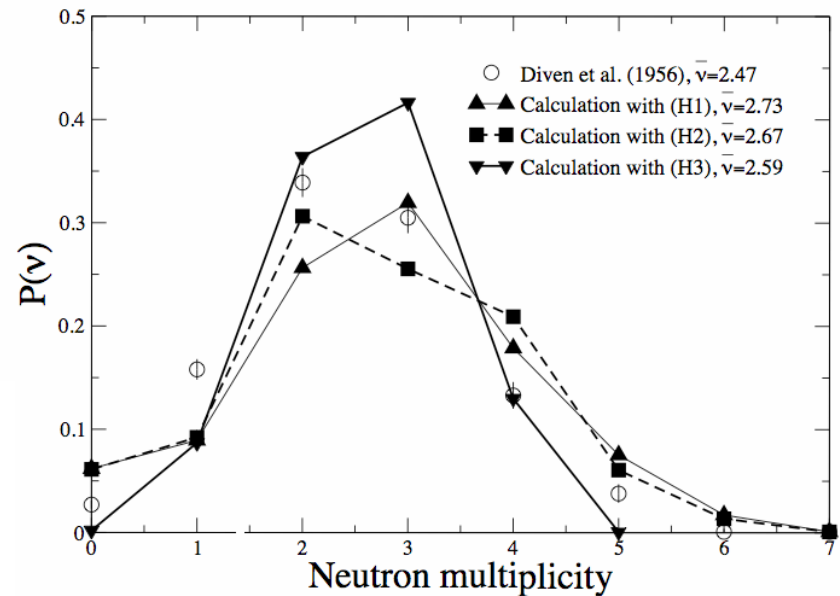 0.5
0.4
0.3
0.2
0.1
0
P(ν)
Diven et al. (1956), ν̅=2.47
Calculation with (H1), ν̅=2.73
Calculation with (H2), ν̅=2.67
Calculation with (H3), ν̅=2.59
0 1 2 3 4 5 6 7
Neutron multiplicity